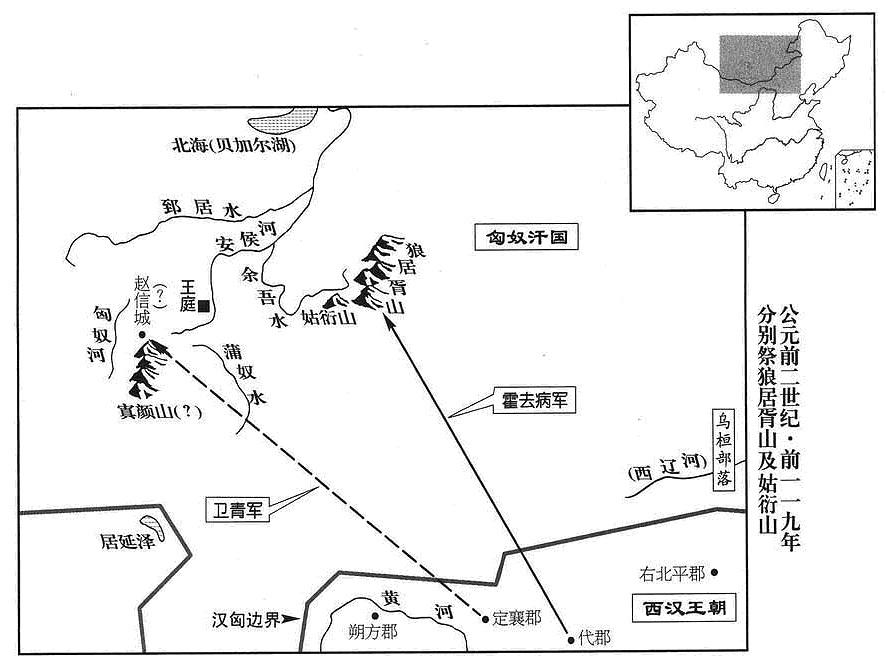 北海(贝加尔湖)
郅居水
安侯河
匈奴汗国
狼居胥山
余吾水
姑衍山
王庭
赵信城
(?)
匈奴河
蒲奴水
寘颜山(?)
霍去病军
卫青军
(西辽河)
乌桓部落
居延泽
右北平郡
西汉王朝
汉匈边界
黄河
朔方郡
定襄郡
代郡
公元前二世纪·前一一九年
分别祭狼居胥山及姑衍山